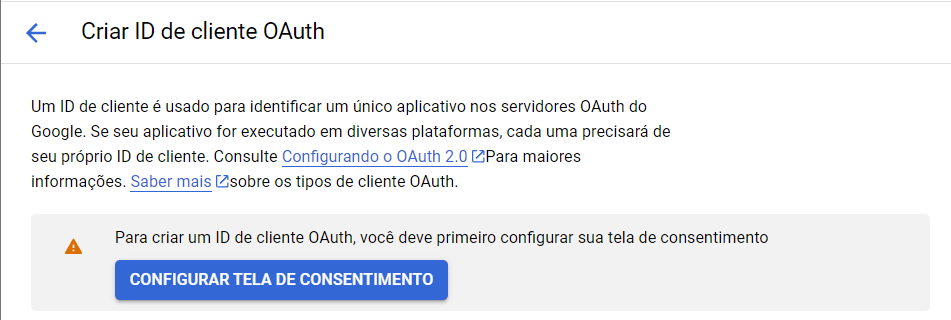 Criar ID de cliente OAuth
Um ID de cliente é usado para identificar um único aplicativo nos servidores OAuth do
Google. Se seu aplicativo for executado em diversas plataformas, cada uma precisará de
seu próprio ID de cliente. Consulte Configurando o OAuth 2.0 Para maiores
informações. Saber mais sobre os tipos de cliente OAuth.
Para criar um ID de cliente OAuth, você deve primeiro configurar sua tela de consentimento
CONFIGURAR TELA DE CONSENTIMENTO